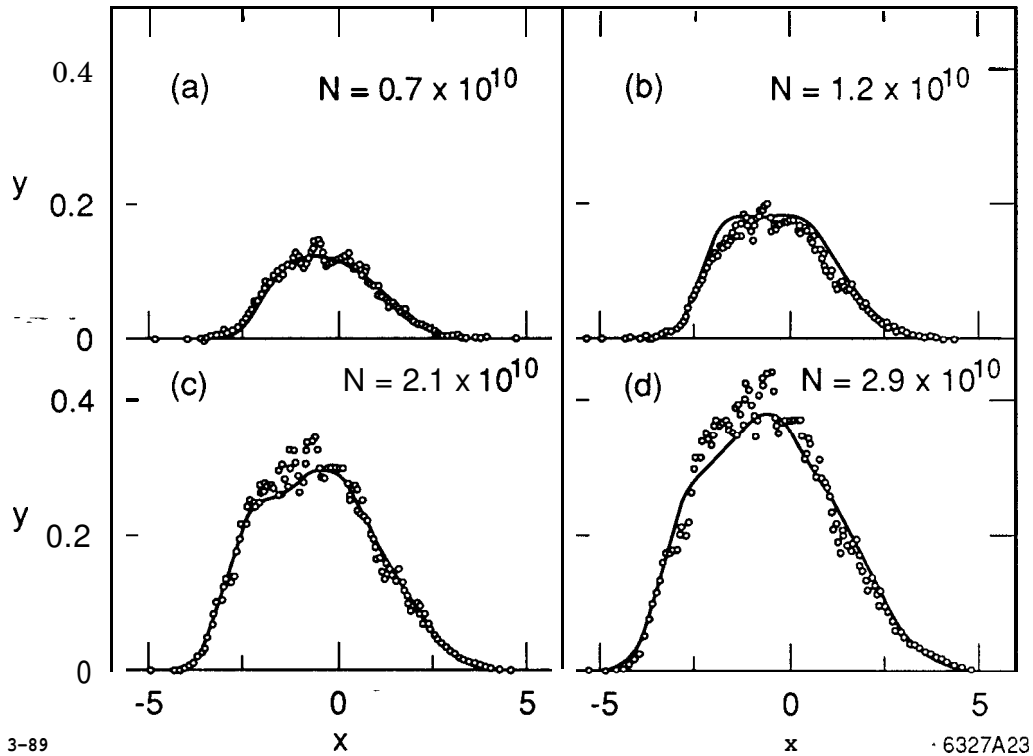 0.4
(a) N = 0.7 x 10^10
(b) N = 1.2 x 10^10
y
0.2
0
(c) N = 2.1 x 10^10
(d) N = 2.9 x 10^10
0.4
y
0.2
0
-5 0 5
-5 0 5
x
x
3-89
6327A23